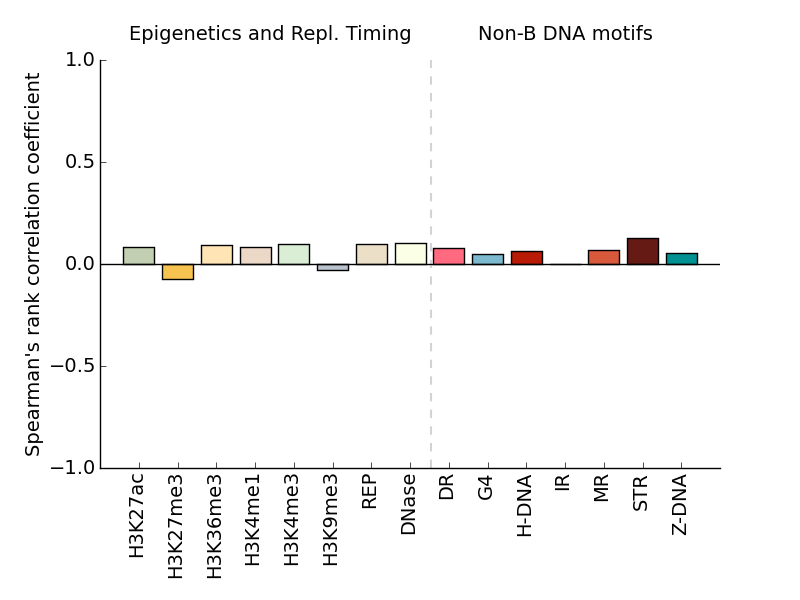 Epigenetics and Repl. Timing
Non-B DNA motifs
Spearman's rank correlation coefficient
1.0
0.5
0.0
−0.5
−1.0
H3K27ac
H3K27me3
H3K36me3
H3K4me1
H3K4me3
H3K9me3
REP
DNase
DR
G4
H-DNA
IR
MR
STR
Z-DNA